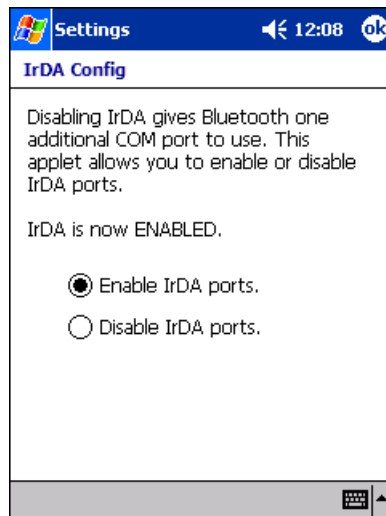 Settings 12:08 ok
IrDA Config
Disabling IrDA gives Bluetooth one
additional COM port to use. This
applet allows you to enable or disable
IrDA ports.
IrDA is now ENABLED.
Enable IrDA ports.
Disable IrDA ports.